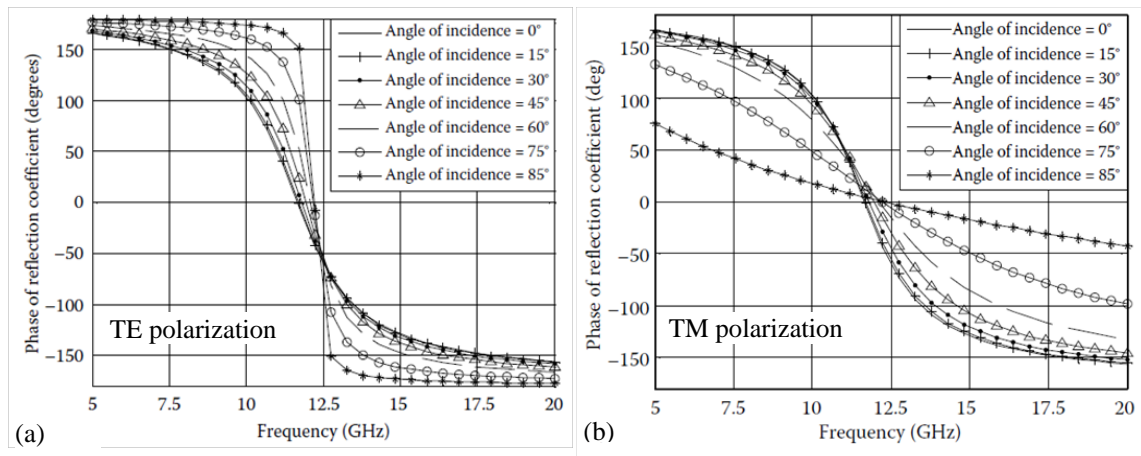 Phase of reflection coefficient (degrees)
150
100
50
0
−50
−100
−150
5
7.5
10
12.5
15
17.5
20
Frequency (GHz)
Angle of incidence = 0°
Angle of incidence = 15°
Angle of incidence = 30°
Angle of incidence = 45°
Angle of incidence = 60°
Angle of incidence = 75°
Angle of incidence = 85°
TE polarization
(a)
Phase of reflection coefficient (deg)
150
100
50
0
−50
−100
−150
5
7.5
10
12.5
15
17.5
20
Frequency (GHz)
Angle of incidence = 0°
Angle of incidence = 15°
Angle of incidence = 30°
Angle of incidence = 45°
Angle of incidence = 60°
Angle of incidence = 75°
Angle of incidence = 85°
TM polarization
(b)